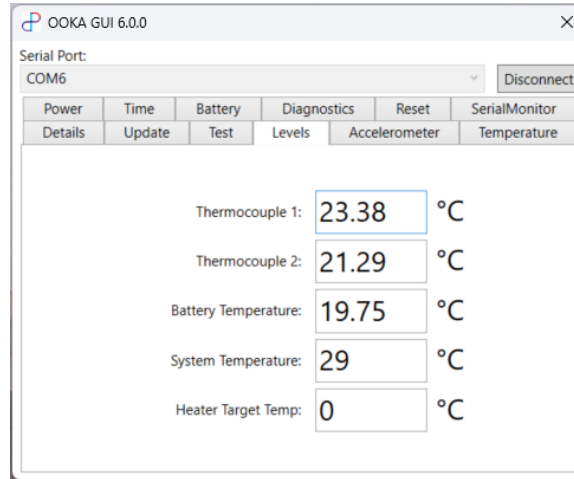 OOKA GUI 6.0.0
Serial Port:
COM6 Disconnect
Power Time Battery Diagnostics Reset SerialMonitor
Details Update Test Levels Accelerometer Temperature
Thermocouple 1: 23.38 °C
Thermocouple 2: 21.29 °C
Battery Temperature: 19.75 °C
System Temperature: 29 °C
Heater Target Temp: 0 °C